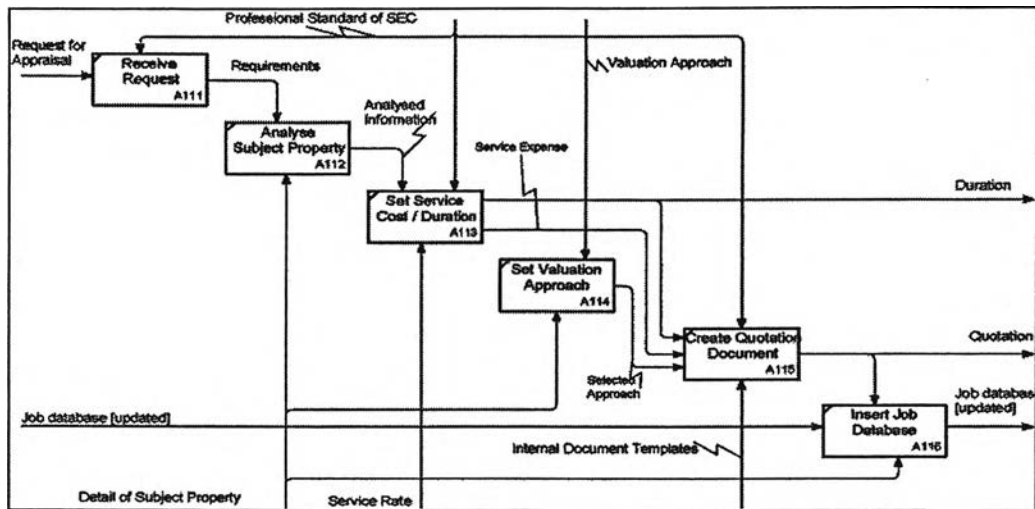 Professional Standard of SEC
Request for
Appraisal
Receive
Request
A111
Requirements
Valuation Approach
Analysed
Information
Analyse
Subject Property
A112
Service Expense
Duration
Set Service
Cost / Duration
A113
Set Valuation
Approach
A114
Create Quotation
Document
A115
Quotation
Selected
Approach
Job database [updated]
Job database
[updated]
Insert Job
Database
A116
Internal Document Templates
Detail of Subject Property
Service Rate